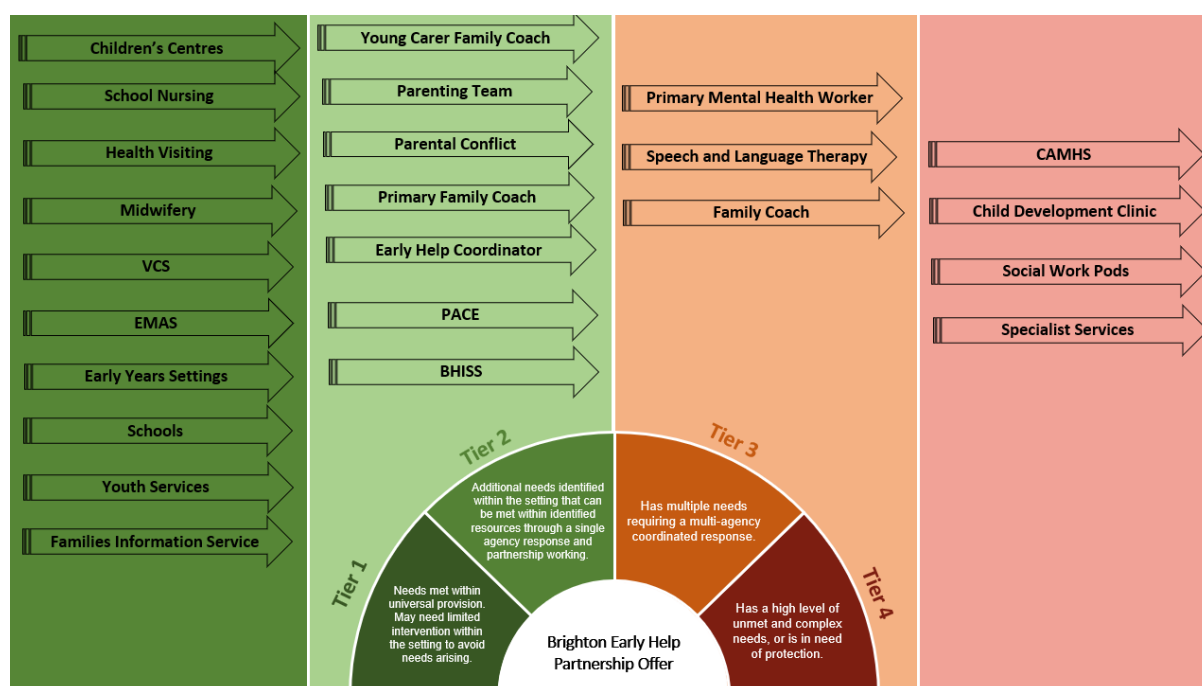 Children's Centres
School Nursing
Health Visiting
Midwifery
VCS
EMAS
Early Years Settings
Schools
Youth Services
Families Information Service
Young Carer Family Coach
Parenting Team
Parental Conflict
Primary Family Coach
Early Help Coordinator
PACE
BHISS
Primary Mental Health Worker
Speech and Language Therapy
Family Coach
CAMHS
Child Development Clinic
Social Work Pods
Specialist Services
Tier 1
Needs met within
universal provision.
May need limited
intervention within
the setting to avoid
needs arising.
Tier 2
Additional needs identified
within the setting that can
be met within identified
resources through a single
agency response and
partnership working.
Tier 3
Has multiple needs
requiring a multi-agency
coordinated response.
Tier 4
Has a high level of
unmet and complex
needs, or is in need
of protection.
Brighton Early Help
Partnership Offer